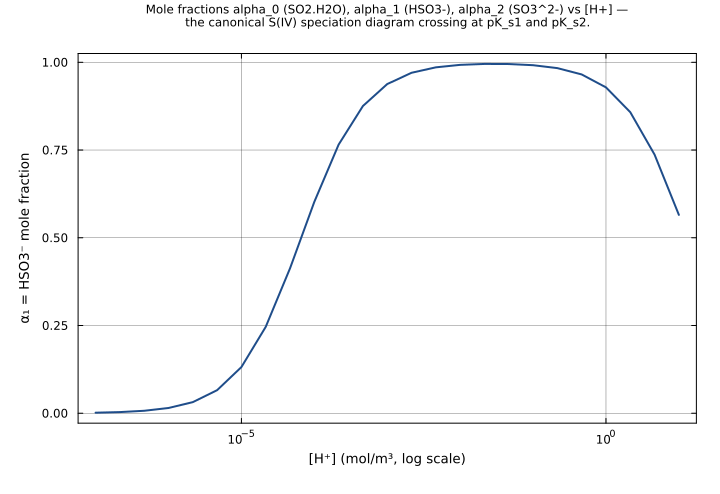 Mole fractions alpha_0 (SO2.H2O), alpha_1 (HSO3-), alpha_2 (SO3^2-) vs [H+] —
the canonical S(IV) speciation diagram crossing at pK_s1 and pK_s2.
1.00
0.75
0.50
0.25
0.00
α₁ = HSO3⁻ mole fraction
10⁻⁵
10⁰
[H⁺] (mol/m³, log scale)